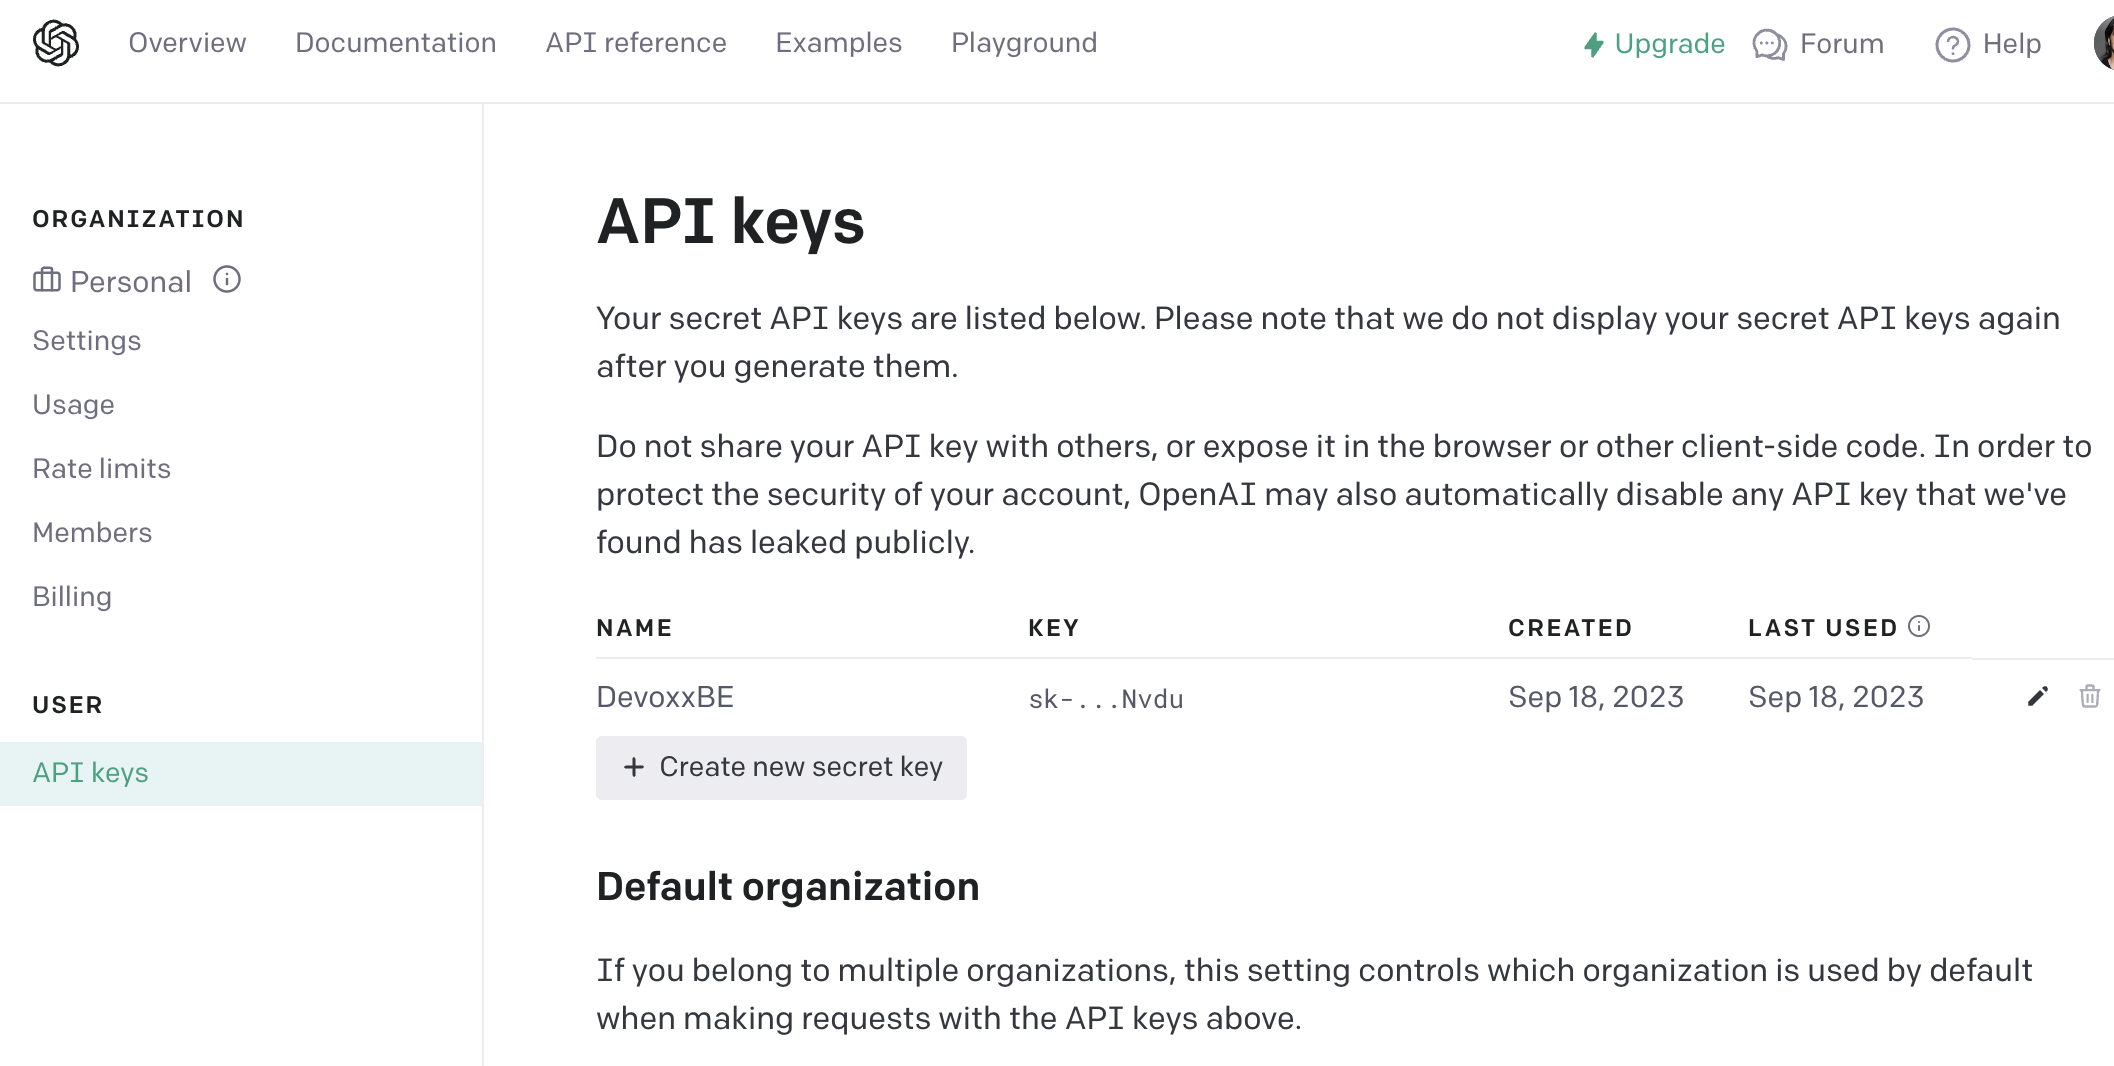 Overview Documentation API reference Examples Playground Upgrade Forum Help
ORGANIZATION
Personal
Settings
Usage
Rate limits
Members
Billing
USER
API keys
API keys
Your secret API keys are listed below. Please note that we do not display your secret API keys again
after you generate them.
Do not share your API key with others, or expose it in the browser or other client-side code. In order to
protect the security of your account, OpenAI may also automatically disable any API key that we've
found has leaked publicly.
NAME KEY CREATED LAST USED
DevoxxBE sk-...Nvdu Sep 18, 2023 Sep 18, 2023
+ Create new secret key
Default organization
If you belong to multiple organizations, this setting controls which organization is used by default
when making requests with the API keys above.